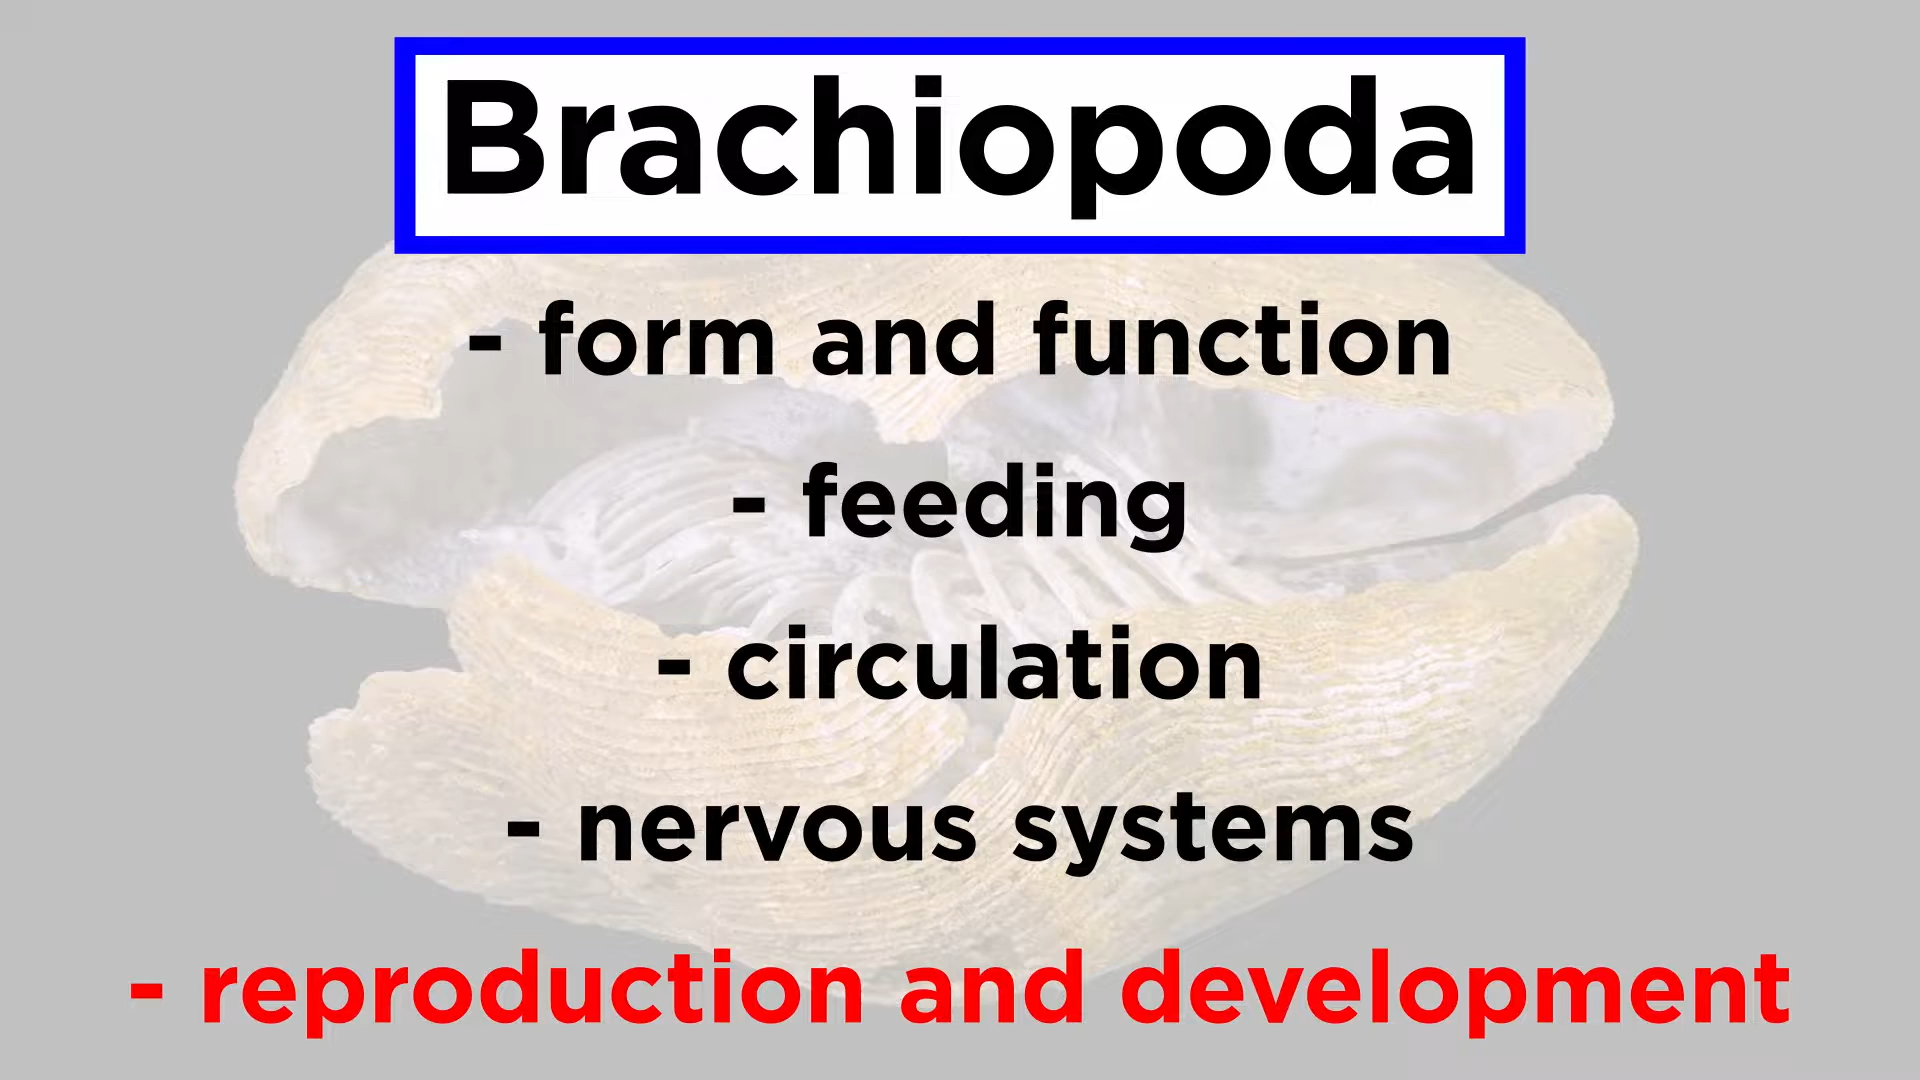 Brachiopoda
- form and function
- feeding
- circulation
- nervous systems
- reproduction and development